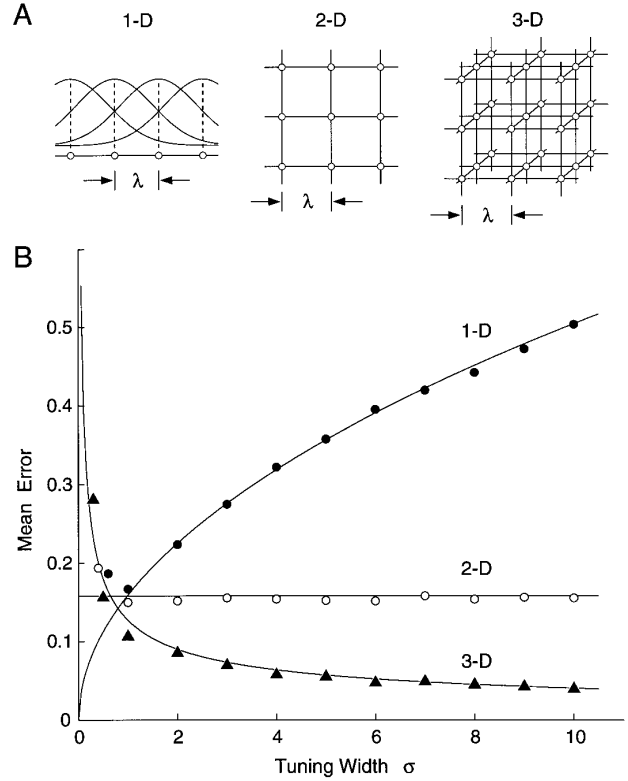 A
1-D
2-D
3-D
λ
λ
λ
B
0.5
0.4
0.3
0.2
0.1
0
Mean Error
1-D
2-D
3-D
0
2
4
6
8
10
Tuning Width σ